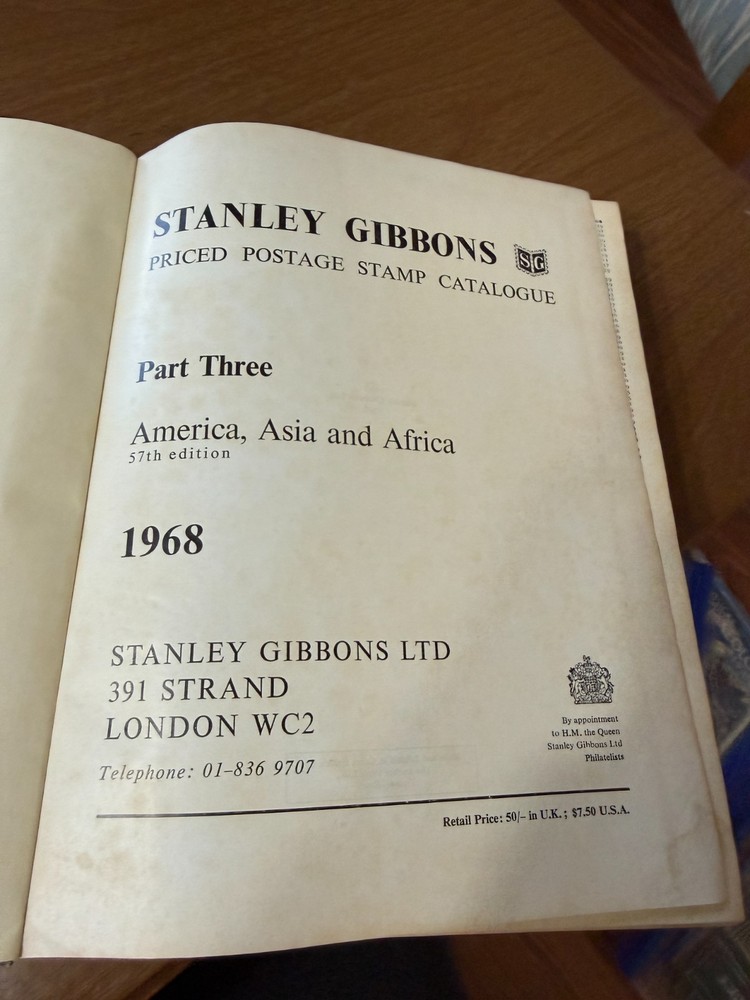 STANLEY GIBBONS SG
PRICED POSTAGE STAMP CATALOGUE
Part Three
America, Asia and Africa
57th edition
1968
STANLEY GIBBONS LTD
391 STRAND
LONDON WC2
Telephone: 01-836 9707
By appointment
to H.M. the Queen
Stanley Gibbons Ltd
Philatelists
Retail Price: 50/- in U.K.; $7.50 U.S.A.